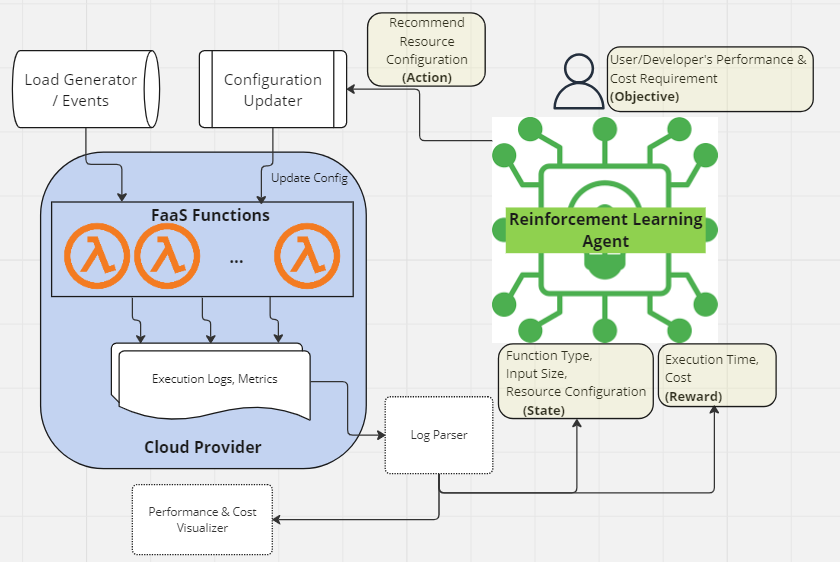 Recommend
Resource
Configuration
(Action)
Load Generator
/ Events
Configuration
Updater
User/Developer's Performance &
Cost Requirement
(Objective)
Update Config
FaaS Functions
...
Reinforcement Learning
Agent
Execution Logs, Metrics
Cloud Provider
Function Type,
Input Size,
Resource Configuration
(State)
Execution Time,
Cost
(Reward)
Log Parser
Performance & Cost
Visualizer